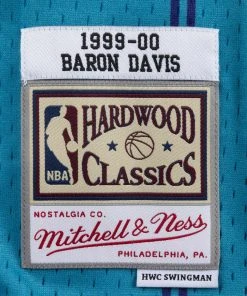 1999-00
BARON DAVIS
HARDWOOD
NBA
CLASSICS
NOSTALGIA CO.
Mitchell & Ness
PHILADELPHIA, PA.
HWC SWINGMAN